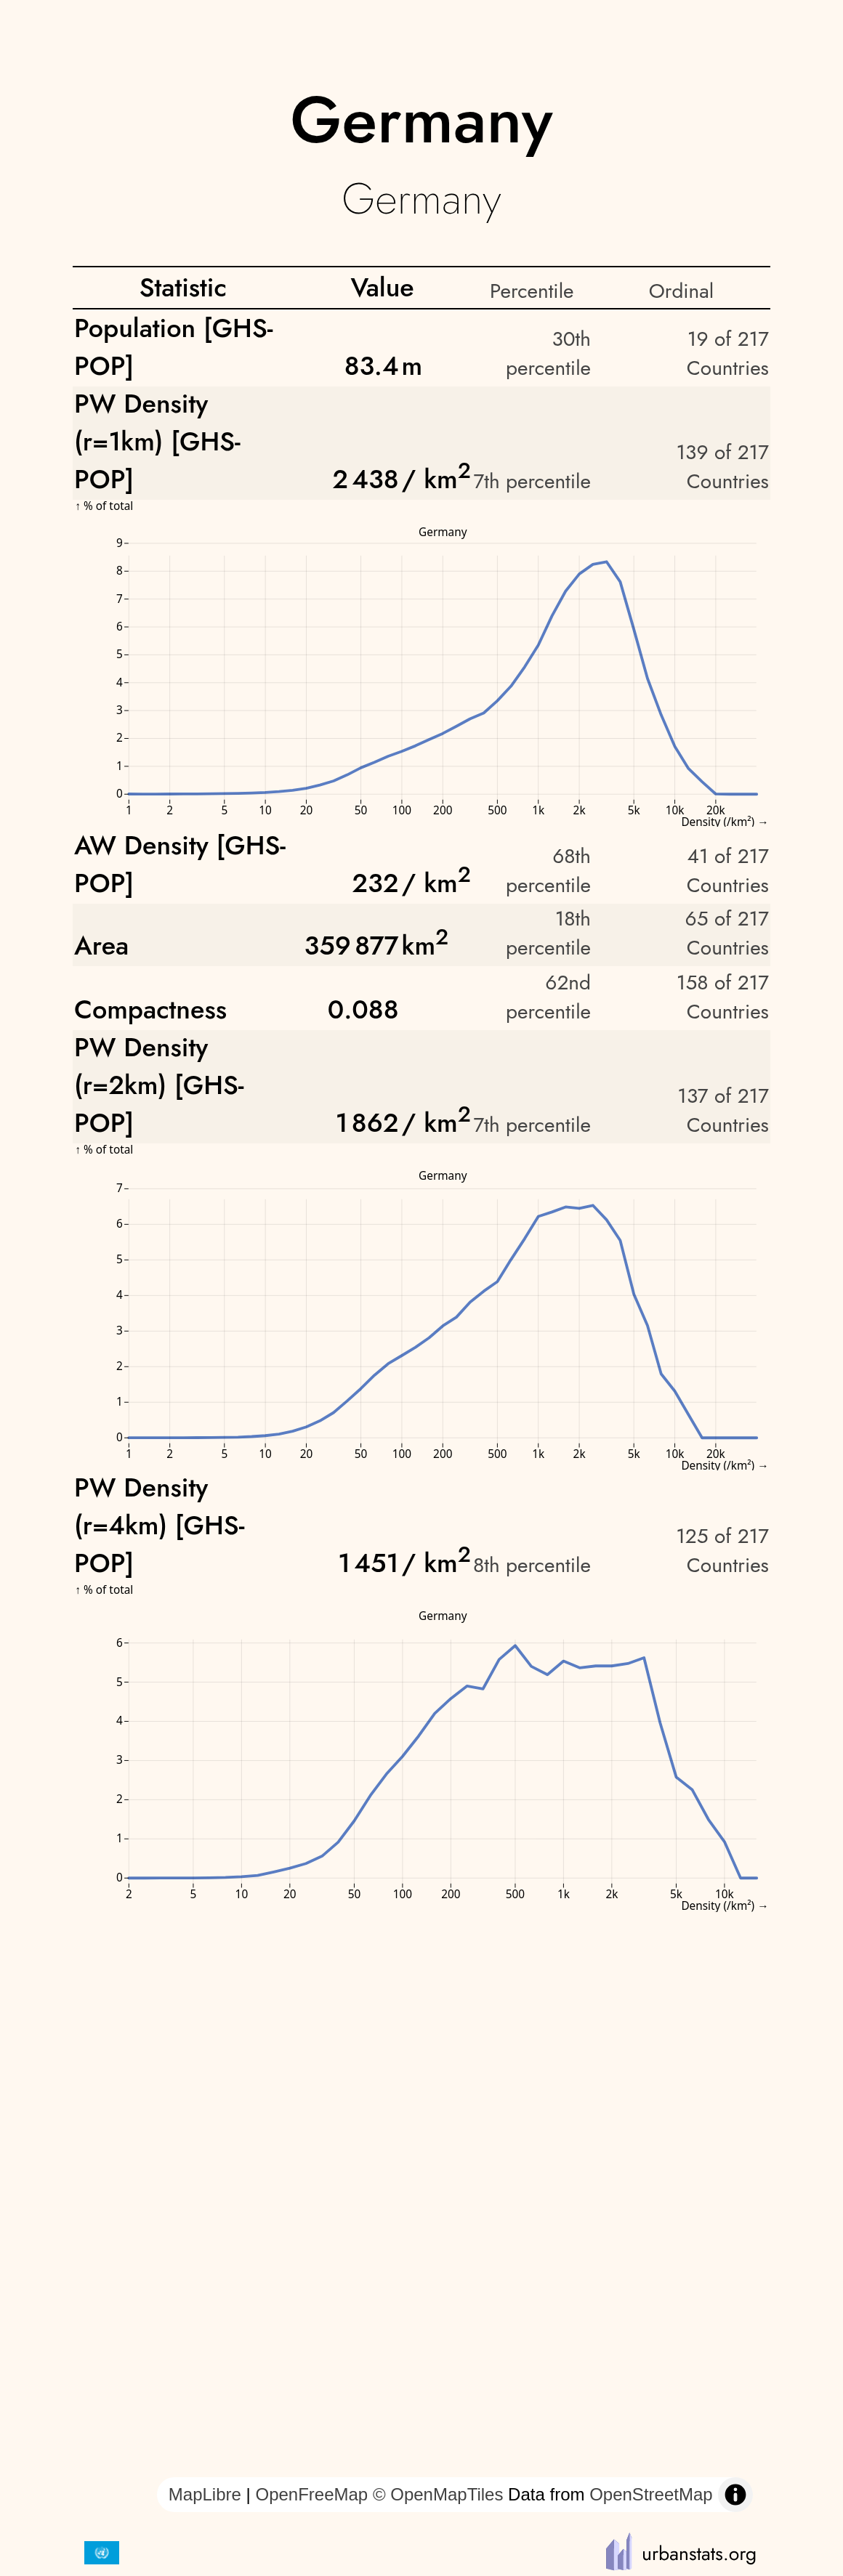 Germany
Germany
Statistic Value Percentile Ordinal
Population [GHS-
POP] 83.4 m 30th percentile 19 of 217 Countries
PW Density
(r=1km) [GHS-
POP] 2 438 / km² 7th percentile 139 of 217 Countries
↑ % of total
Germany
9
8
7
6
5
4
3
2
1
0
1 2 5 10 20 50 100 200 500 1k 2k 5k 10k 20k
Density (/km²) →
AW Density [GHS-
POP] 232 / km² 68th percentile 41 of 217 Countries
Area 359 877 km² 18th percentile 65 of 217 Countries
Compactness 0.088 62nd percentile 158 of 217 Countries
PW Density
(r=2km) [GHS-
POP] 1 862 / km² 7th percentile 137 of 217 Countries
↑ % of total
Germany
7
6
5
4
3
2
1
0
1 2 5 10 20 50 100 200 500 1k 2k 5k 10k 20k
Density (/km²) →
PW Density
(r=4km) [GHS-
POP] 1 451 / km² 8th percentile 125 of 217 Countries
↑ % of total
Germany
6
5
4
3
2
1
0
2 5 10 20 50 100 200 500 1k 2k 5k 10k
Density (/km²) →
MapLibre | OpenFreeMap © OpenMapTiles Data from OpenStreetMap
urbanstats.org